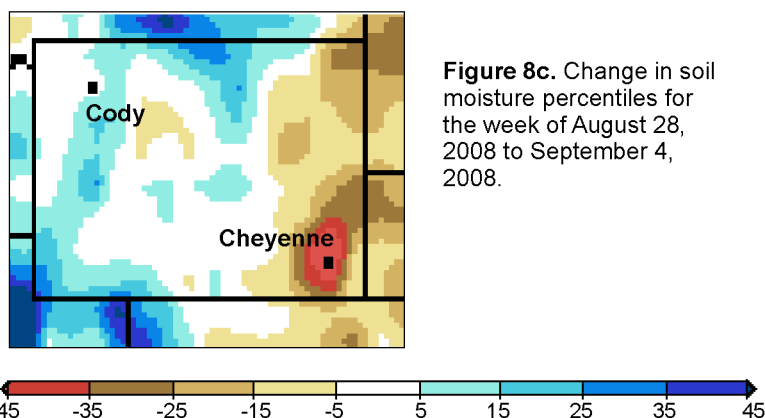 Figure 8c. Change in soil
moisture percentiles for
the week of August 28,
2008 to September 4,
2008.
Cody
Cheyenne
45 -35 -25 -15 -5 5 15 25 35 45